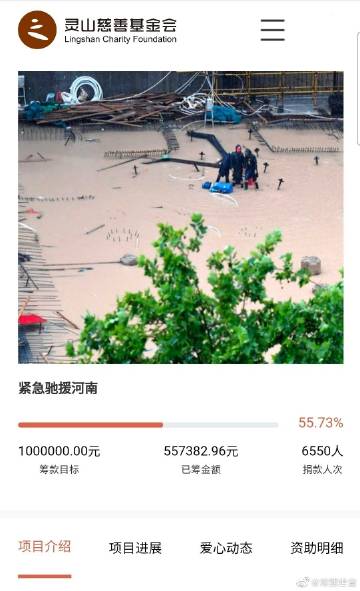 灵山慈善基金会
Lingshan Charity Foundation
紧急驰援河南
55.73%
1000000.00元 557382.96元 6550人
筹款目标 已筹金额 捐款人次
项目介绍 项目进展 爱心动态 资助明细